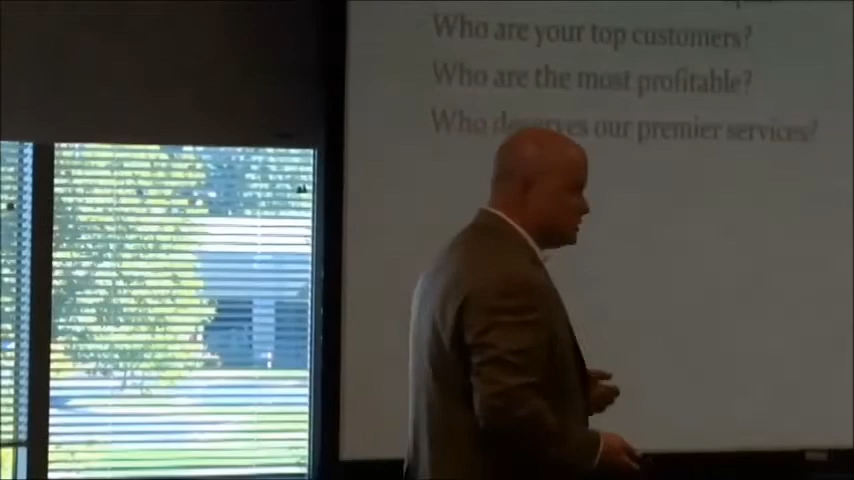 Who are your top customers?
Who are the most profitable?
Who deserves our premier services?